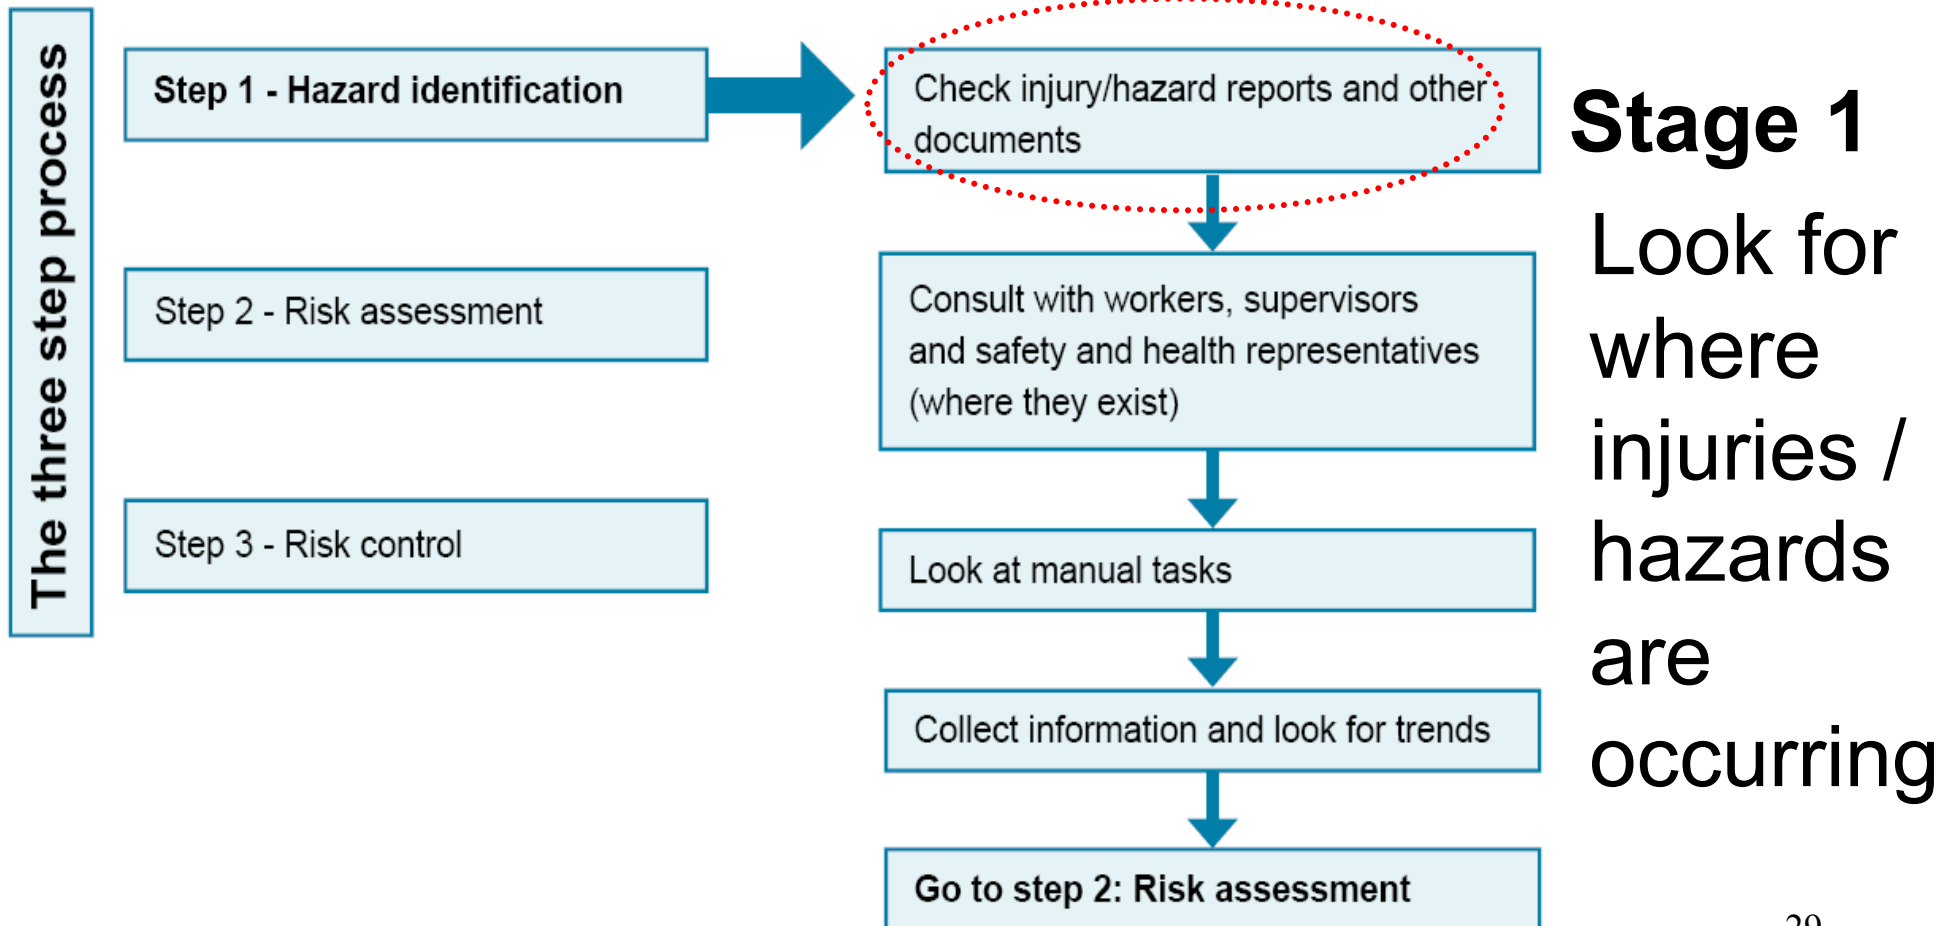 The three step process
Step 1 - Hazard identification
Step 2 - Risk assessment
Step 3 - Risk control
Check injury/hazard reports and other
documents
Consult with workers, supervisors
and safety and health representatives
(where they exist)
Look at manual tasks
Collect information and look for trends
Go to step 2: Risk assessment
Stage 1
Look for
where
injuries /
hazards
are
occurring
29